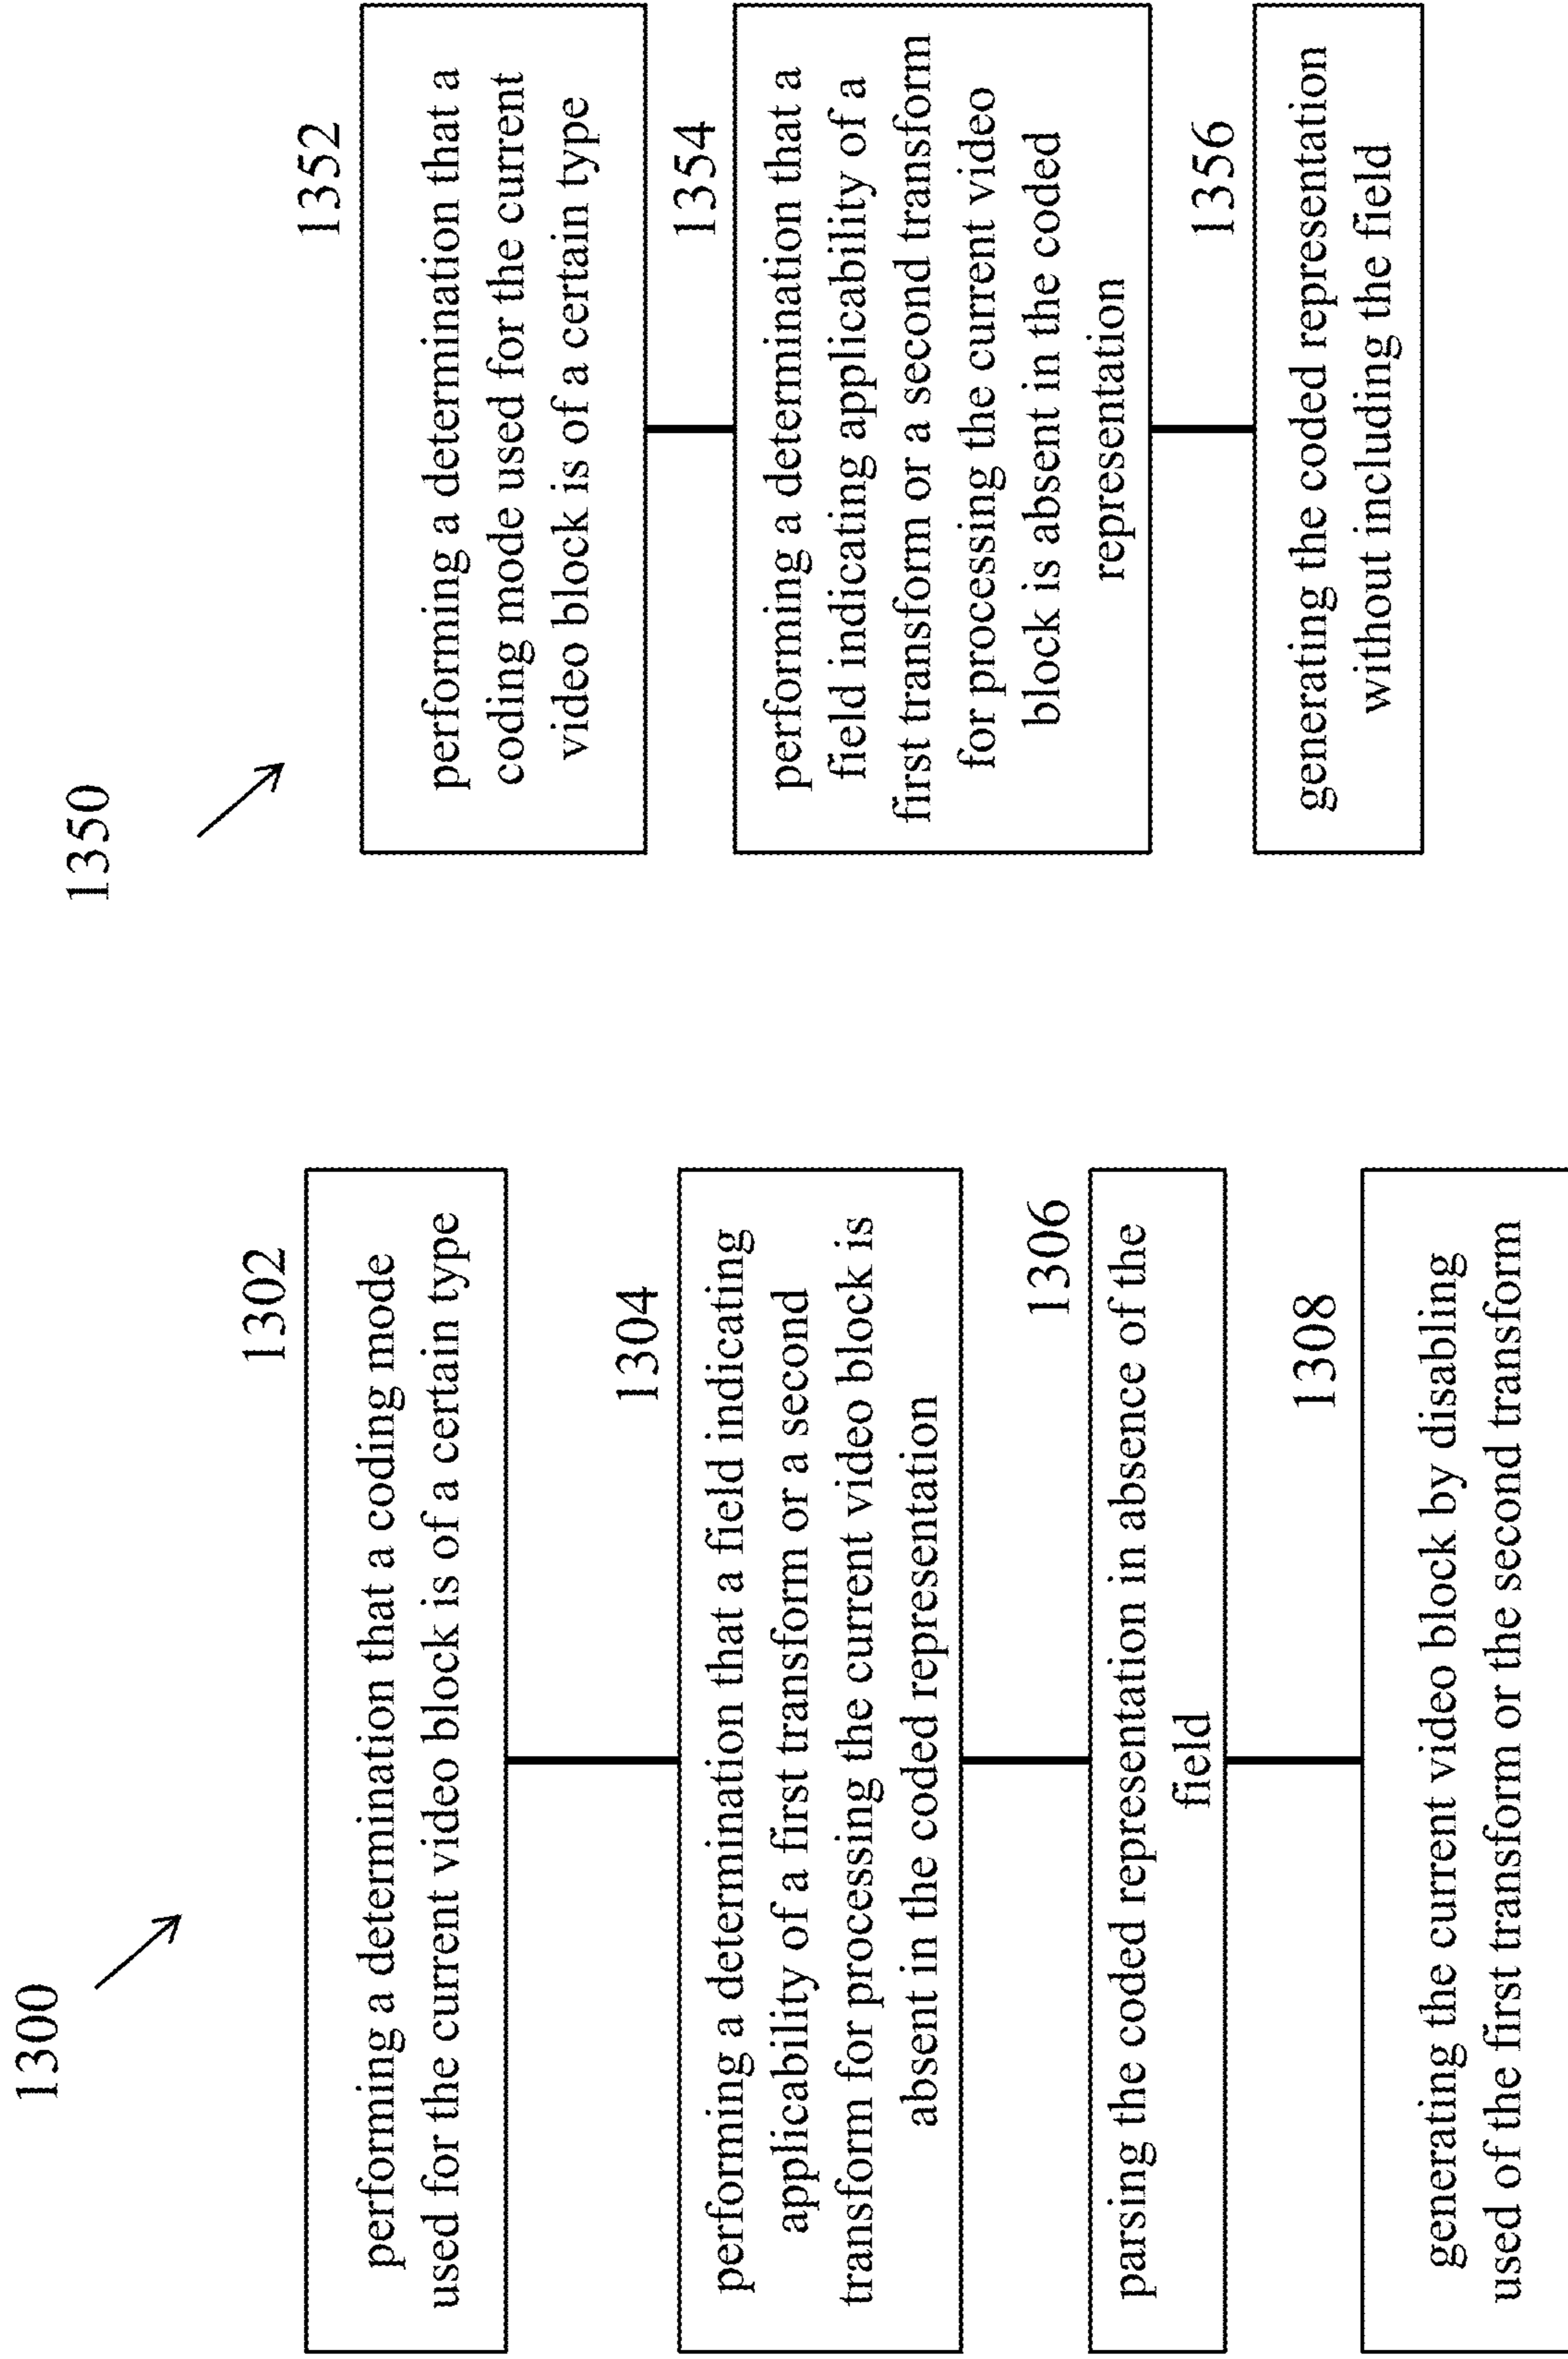 1300
1302
performing a determination that a coding mode
used for the current video block is of a certain type
1304
performing a determination that a field indicating
applicability of a first transform or a second
transform for processing the current video block is
absent in the coded representation
1306
parsing the coded representation in absence of the
field
1308
generating the current video block by disabling
used of the first transform or the second transform
1350
1352
performing a determination that a
coding mode used for the current
video block is of a certain type
1354
performing a determination that a
field indicating applicability of a
first transform or a second transform
for processing the current video
block is absent in the coded
representation
1356
generating the coded representation
without including the field